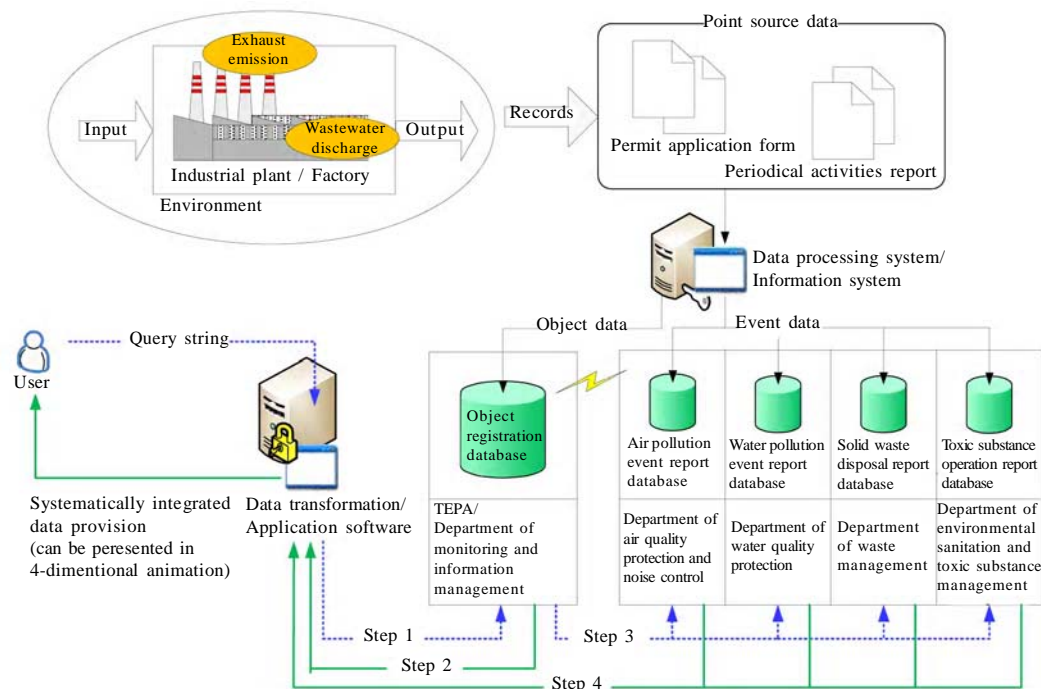 Point source data
Exhaust
emission
Input
Wastewater
discharge
Output
Records
Industrial plant / Factory
Environment
Permit application form
Periodical activities report
Data processing system/
Information system
Object data
Event data
Query string
User
Object
registration
database
Air pollution
event report
database
Water pollution
event report
database
Solid waste
disposal report
database
Toxic substance
operation report
database
Systematically integrated
data provision
(can be peresented in
4-dimentional animation)
Data transformation/
Application software
TEPA/
Department of
monitoring and
information
management
Department of
air quality
protection and
noise control
Department of
water quality
protection
Department
of waste
management
Department of
environmental
sanitation and
toxic substance
management
Step 1
Step 3
Step 2
Step 4